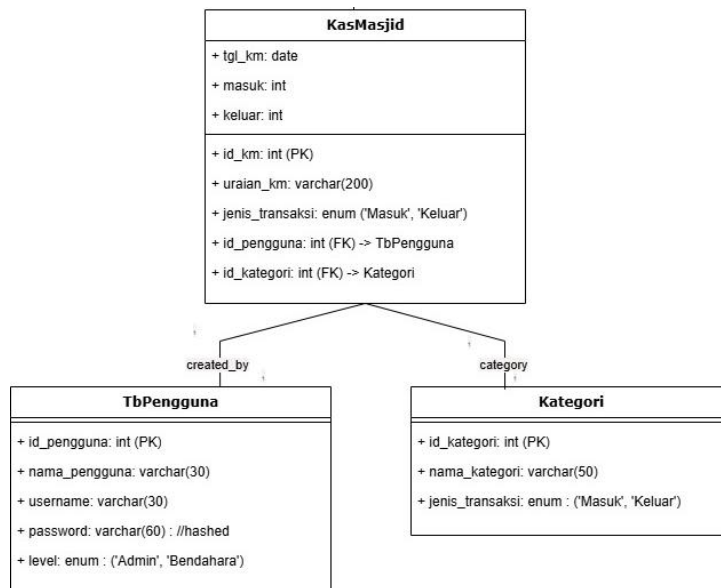 KasMasjid
+ tgl_km: date
+ masuk: int
+ keluar: int
+ id_km: int (PK)
+ uraian_km: varchar(200)
+ jenis_transaksi: enum ('Masuk', 'Keluar')
+ id_pengguna: int (FK) -> TbPengguna
+ id_kategori: int (FK) -> Kategori
created_by
category
TbPengguna
+ id_pengguna: int (PK)
+ nama_pengguna: varchar(30)
+ username: varchar(30)
+ password: varchar(60) : //hashed
+ level: enum : ('Admin', 'Bendahara')
Kategori
+ id_kategori: int (PK)
+ nama_kategori: varchar(50)
+ jenis_transaksi: enum : ('Masuk', 'Keluar')